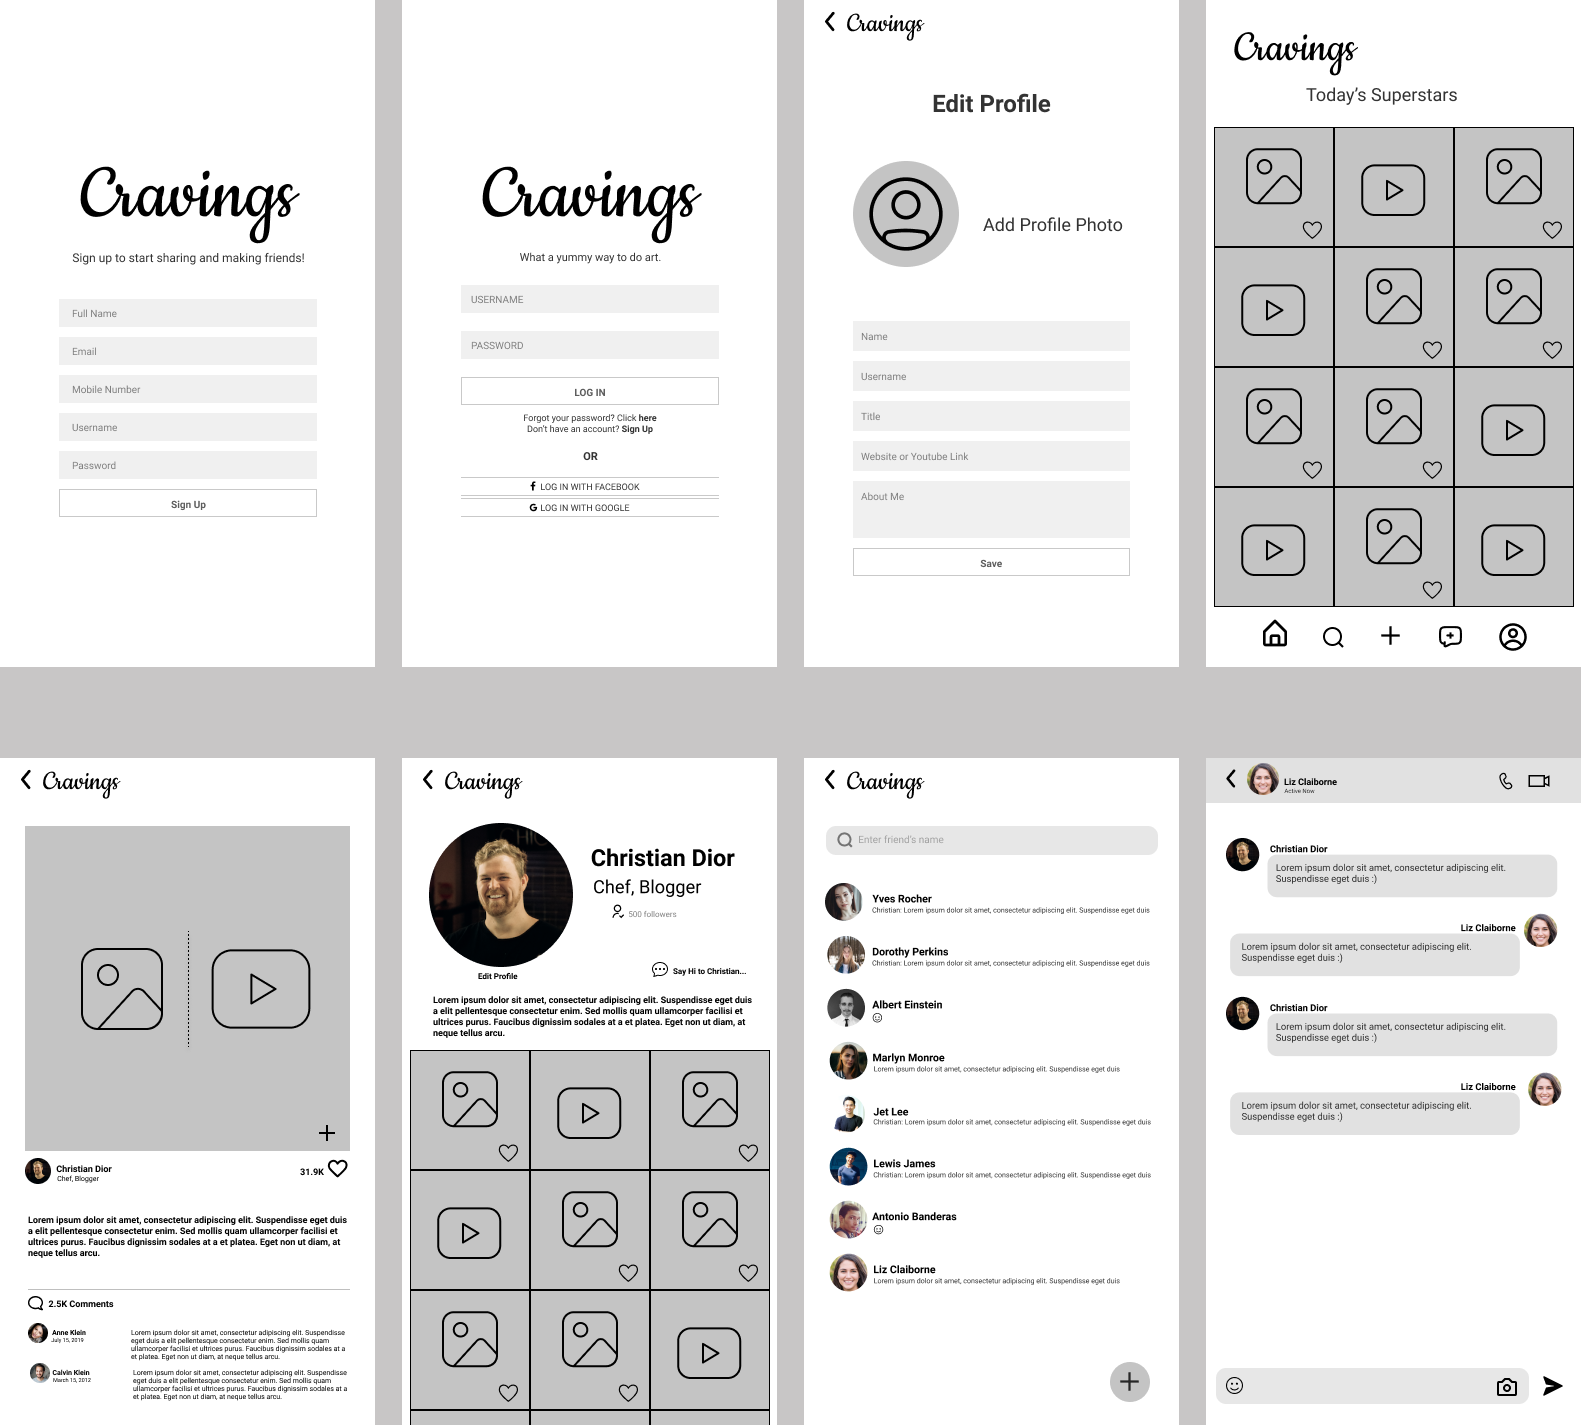 Cravings
Sign up to start sharing and making friends!
Full Name
Email
Mobile Number
Username
Password
Sign Up
Cravings
What a yummy way to do art.
USERNAME
PASSWORD
LOG IN
Forgot your password? Click here
Don't have an account? Sign Up
OR
LOG IN WITH FACEBOOK
LOG IN WITH GOOGLE
Cravings
Edit Profile
Add Profile Photo
Name
Username
Title
Website or Youtube Link
About Me
Save
Cravings
Today's Superstars
Cravings
Christian Dior
Chef, Blogger
31.9K
Lorem ipsum dolor sit amet, consectetur adipiscing elit. Suspendisse eget duis
a elit pellentesque consectetur enim. Sed mollis quam ullamcorper facilisi et
ultrices purus. Faucibus dignissim sodales at a et platea. Eget non ut diam, at
neque tellus arcu.
2.5K Comments
Anne Klein
July 15, 2019
Lorem ipsum dolor sit amet, consectetur adipiscing elit. Suspendisse
eget duis a elit pellentesque consectetur enim. Sed mollis quam
ullamcorper facilisi et ultrices purus. Faucibus dignissim sodales at a
et platea. Eget non ut diam, at neque tellus arcu.
Calvin Klein
March 15, 2012
Lorem ipsum dolor sit amet, consectetur adipiscing elit. Suspendisse
eget duis a elit pellentesque consectetur enim. Sed mollis quam
ullamcorper facilisi et ultrices purus. Faucibus dignissim sodales at a
et platea. Eget non ut diam, at neque tellus arcu.
Cravings
Christian Dior
Chef, Blogger
500 followers
Edit Profile
Say Hi to Christian...
Lorem ipsum dolor sit amet, consectetur adipiscing elit. Suspendisse eget duis
a elit pellentesque consectetur enim. Sed mollis quam ullamcorper facilisi et
ultrices purus. Faucibus dignissim sodales at a et platea. Eget non ut diam, at
neque tellus arcu.
Cravings
Enter friend's name
Yves Rocher
Christian: Lorem ipsum dolor sit amet, consectetur adipiscing elit. Suspendisse eget duis
Dorothy Perkins
Christian: Lorem ipsum dolor sit amet, consectetur adipiscing elit. Suspendisse eget duis
Albert Einstein
Marlyn Monroe
Lorem ipsum dolor sit amet, consectetur adipiscing elit. Suspendisse eget duis
Jet Lee
Christian: Lorem ipsum dolor sit amet, consectetur adipiscing elit. Suspendisse eget duis
Lewis James
Christian: Lorem ipsum dolor sit amet, consectetur adipiscing elit. Suspendisse eget duis
Antonio Banderas
Liz Claiborne
Lorem ipsum dolor sit amet, consectetur adipiscing elit. Suspendisse eget duis
Liz Claiborne
Active Now
Christian Dior
Lorem ipsum dolor sit amet, consectetur adipiscing elit.
Suspendisse eget duis :)
Liz Claiborne
Lorem ipsum dolor sit amet, consectetur adipiscing elit.
Suspendisse eget duis :)
Christian Dior
Lorem ipsum dolor sit amet, consectetur adipiscing elit.
Suspendisse eget duis :)
Liz Claiborne
Lorem ipsum dolor sit amet, consectetur adipiscing elit.
Suspendisse eget duis :)